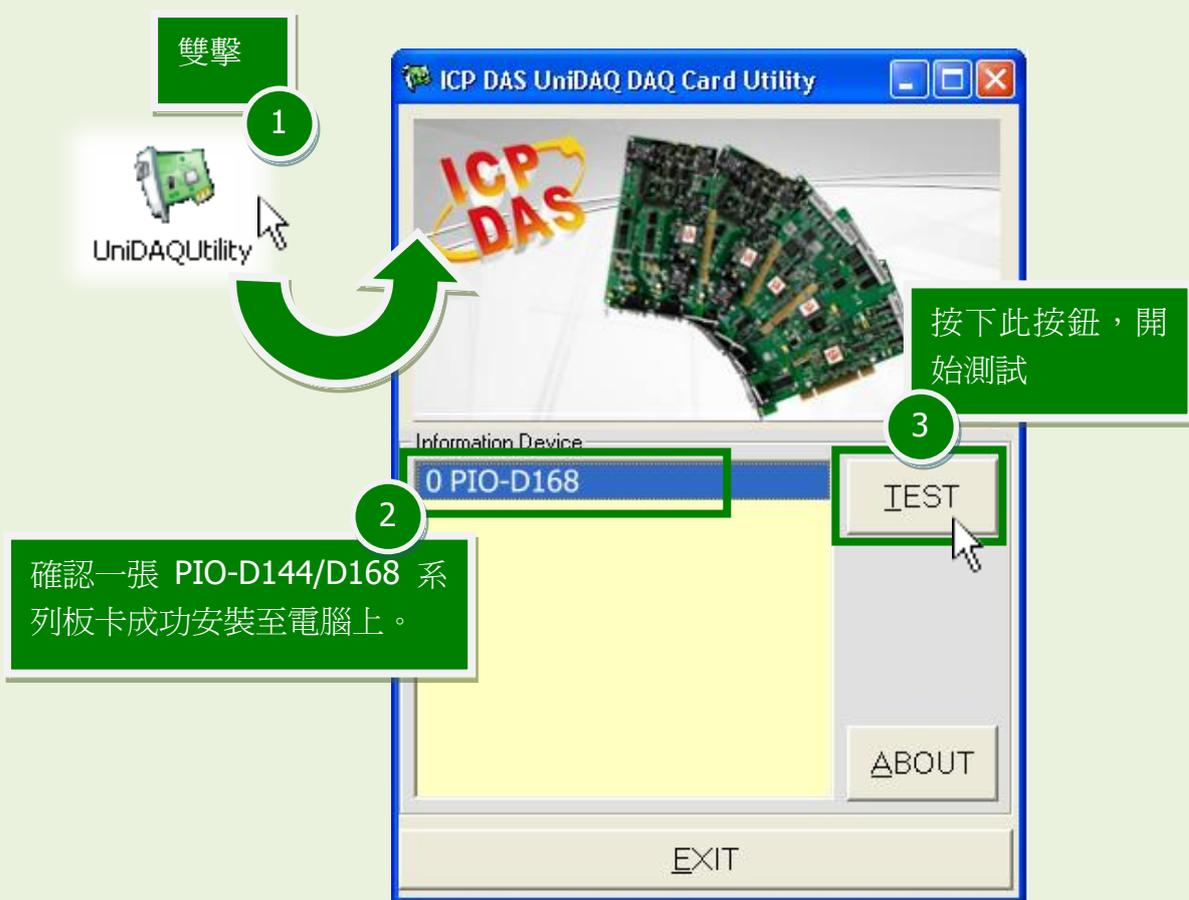 雙擊
1
UniDAQUtility
ICP DAS UniDAQ DAQ Card Utility
ICP
DAS
按下此按鈕，開
始測試
3
Information Device
0 PIO-D168
TEST
2
確認一張 PIO-D144/D168 系
列板卡成功安裝至電腦上。
ABOUT
EXIT